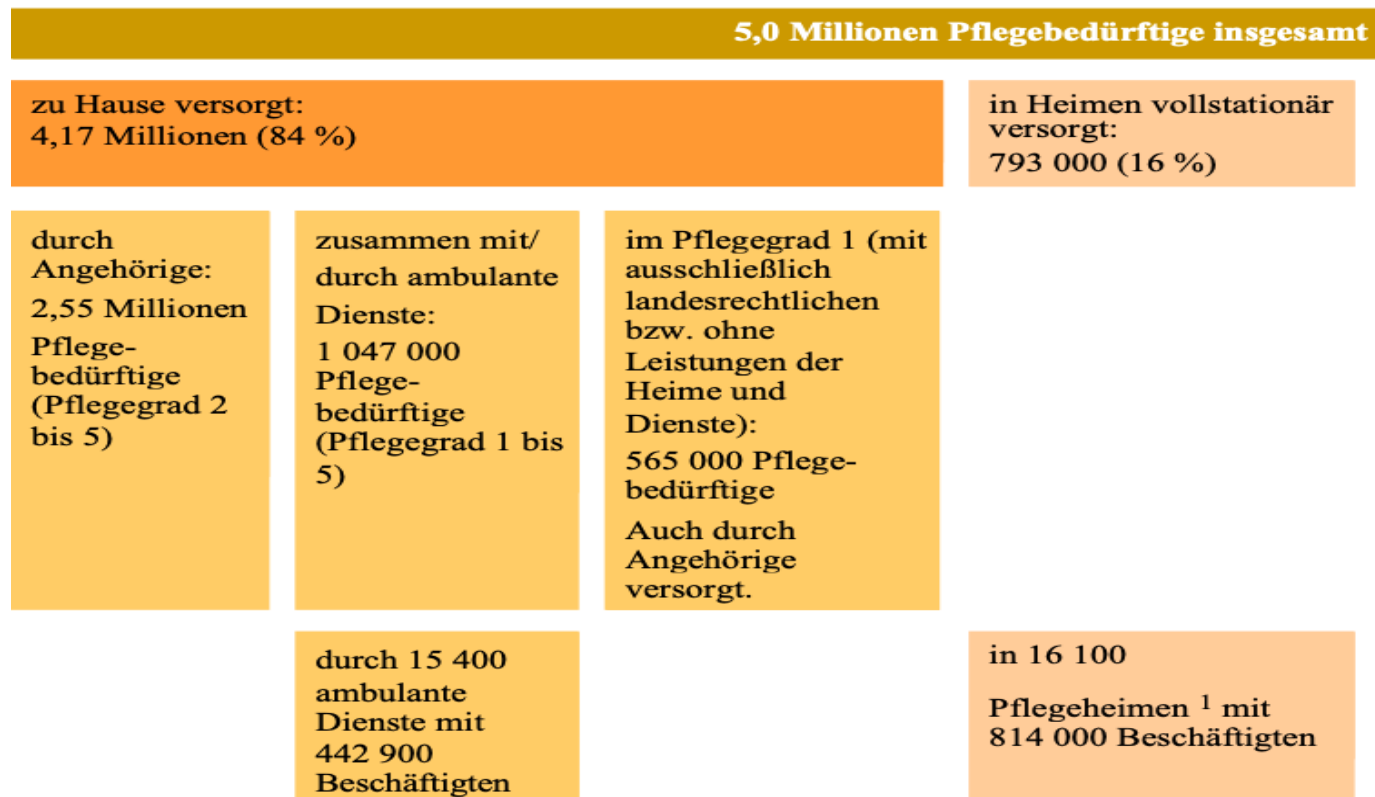 5,0 Millionen Pflegebedürftige insgesamt
zu Hause versorgt:
4,17 Millionen (84 %)
in Heimen vollstationär
versorgt:
793 000 (16 %)
durch
Angehörige:
2,55 Millionen
Pflege-
bedürftige
(Pflegegrad 2
bis 5)
zusammen mit/
durch ambulante
Dienste:
1 047 000
Pflege-
bedürftige
(Pflegegrad 1 bis
5)
im Pflegegrad 1 (mit
ausschließlich
landesrechtlichen
bzw. ohne
Leistungen der
Heime und
Dienste):
565 000 Pflege-
bedürftige
Auch durch
Angehörige
versorgt.
durch 15 400
ambulante
Dienste mit
442 900
Beschäftigten
in 16 100
Pflegeheimen ¹ mit
814 000 Beschäftigten